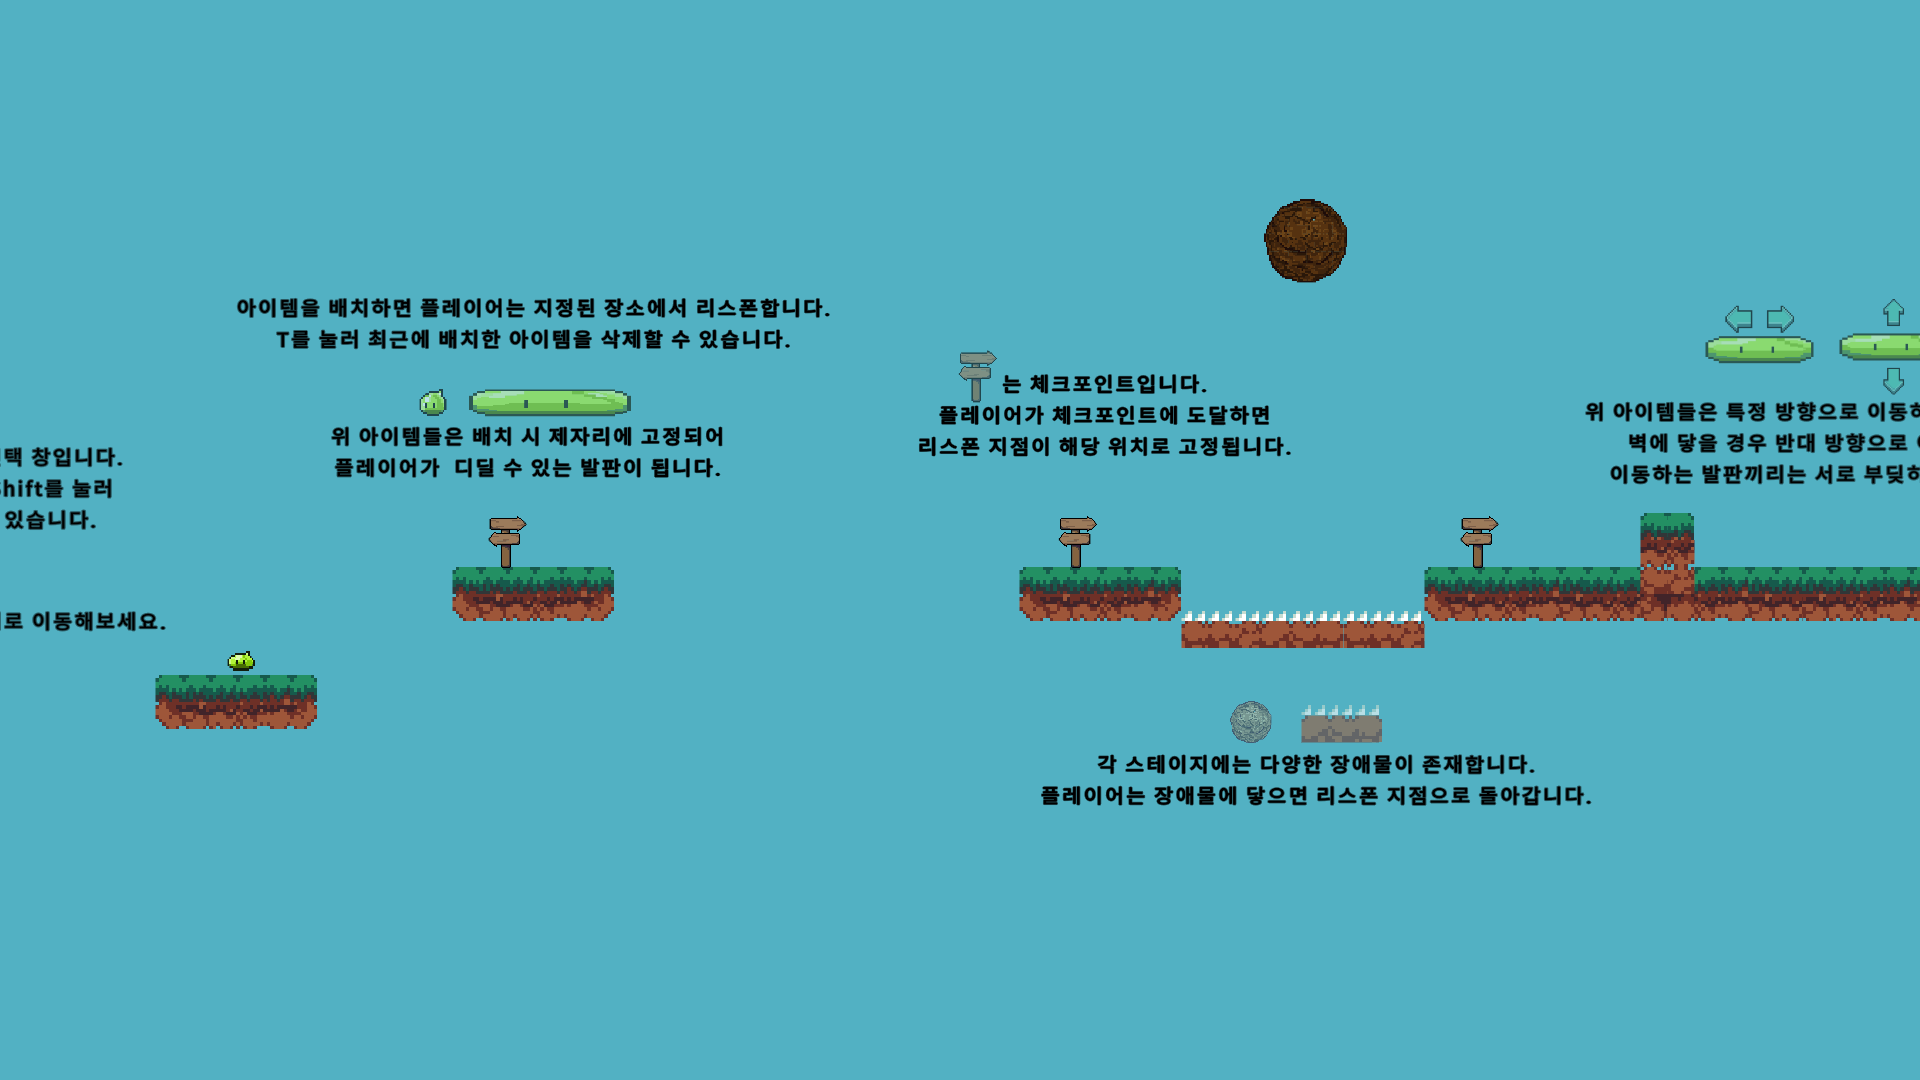 아이템을 배치하면 플레이어는 지정된 장소에서 리스폰합니다.
T를 눌러 최근에 배치한 아이템을 삭제할 수 있습니다.
위 아이템들은 배치 시 제자리에 고정되어
플레이어가 디딜 수 있는 발판이 됩니다.
창입니다.
Shift를 눌러
있습니다.
이동해보세요.
는 체크포인트입니다.
플레이어가 체크포인트에 도달하면
리스폰 지점이 해당 위치로 고정됩니다.
위 아이템들은 특정 방향으로
벽에 닿을 경우 반대 방향으로
이동하는 발판끼리는 서로
각 스테이지에는 다양한 장애물이 존재합니다.
플레이어는 장애물에 닿으면 리스폰 지점으로 돌아갑니다.